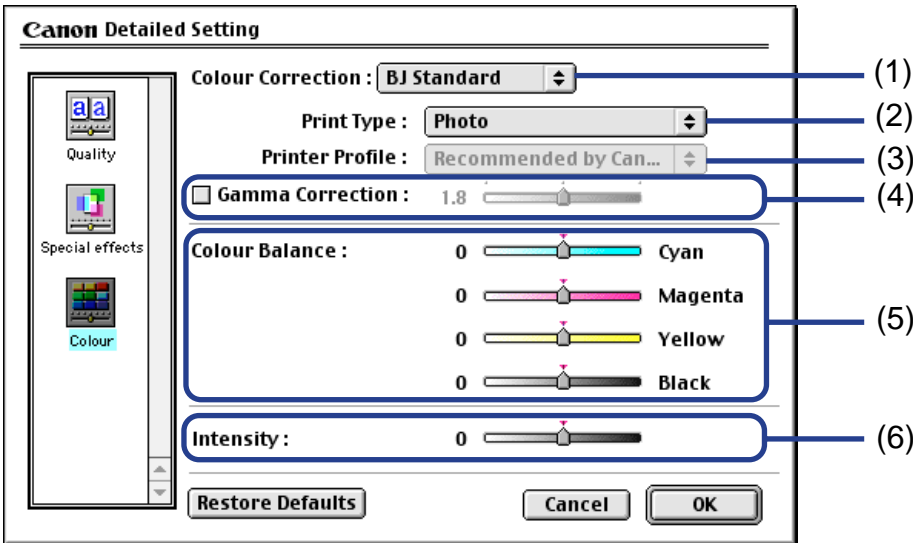 Canon Detailed Setting
Colour Correction : BJ Standard (1)
Print Type : Photo (2)
Printer Profile : Recommended by Can... (3)
Gamma Correction : 1.8 (4)
Colour Balance : 0 Cyan
0 Magenta
0 Yellow
0 Black
(5)
Intensity : 0 (6)
aa
Quality
Special effects
Colour
Restore Defaults Cancel OK